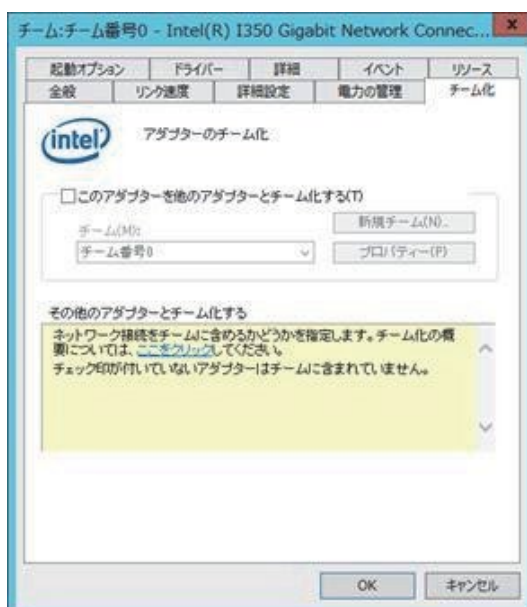 チーム:チーム番号0 - Intel(R) I350 Gigabit Network Connec...
起動オプション ドライバー 詳細 イベント リソース
全般 リンク速度 詳細設定 電力の管理 チーム化
intel
アダプターのチーム化
このアダプターを他のアダプターとチーム化する(T)
チーム(M):
新規チーム(N)...
チーム番号0
プロパティー(P)
その他のアダプターとチーム化する
ネットワーク接続をチームに含めるかどうかを指定します。チーム化の概
要については、ここをクリックしてください。
チェック印が付いていないアダプターはチームに含まれていません。
OK キャンセル